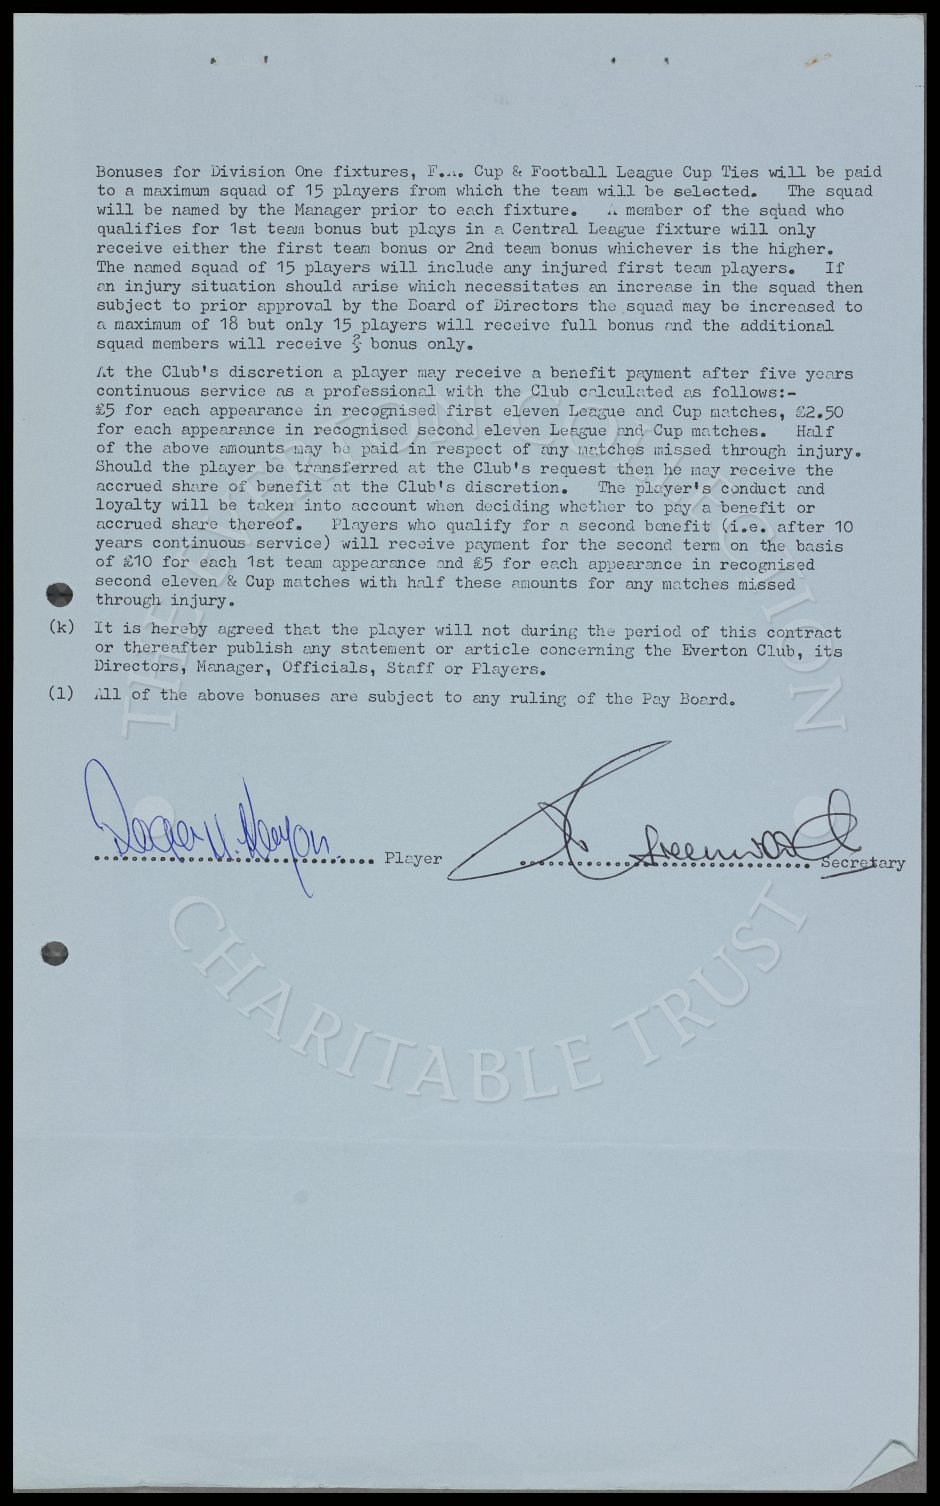 Bonuses for Division One fixtures, F.A. Cup & Football League Cup Ties will be paid
to a maximum squad of 15 players from which the team will be selected. The squad
will be named by the Manager prior to each fixture. A member of the squad who
qualifies for 1st team bonus but plays in a Central League fixture will only
receive either the first team bonus or 2nd team bonus whichever is the higher.
The named squad of 15 players will include any injured first team players. If
an injury situation should arise which necessitates an increase in the squad then
subject to prior approval by the Board of Directors the squad may be increased to
a maximum of 18 but only 15 players will receive full bonus and the additional
squad members will receive bonus only.
At the Club's discretion a player may receive a benefit payment after five years
continuous service as a professional with the Club calculated as follows:-
£5 for each appearance in recognised first eleven League and Cup matches, £2.50
for each appearance in recognised second eleven League and Cup matches. Half
of the above amounts may be paid in respect of any matches missed through injury.
Should the player be transferred at the Club's request then he may receive the
accrued share of benefit at the Club's discretion. The player's conduct and
loyalty will be taken into account when deciding whether to pay a benefit or
accrued share thereof. Players who qualify for a second benefit (i.e. after 10
years continuous service) will receive payment for the second term on the basis
of £10 for each 1st team appearance and £5 for each appearance in recognised
second eleven & Cup matches with half these amounts for any matches missed
through injury.
(k) It is hereby agreed that the player will not during the period of this contract
or thereafter publish any statement or article concerning the Everton Club, its
Directors, Manager, Officials, Staff or Players.
(l) All of the above bonuses are subject to any ruling of the Pay Board.
Roger N. Kenyon Player Greenwood Secretary
THE EVERTON COLLECTION
CHARITABLE TRUST